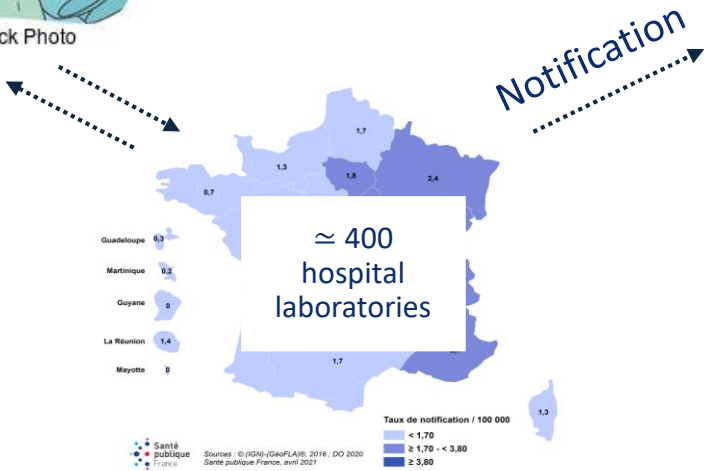 ck Photo
Notification
1,7
1,3
1,8
2,4
0,7
≃ 400
hospital
laboratories
Guadeloupe 0,3
Martinique 0,2
Guyane 0
La Réunion 1,4
Mayotte 0
1,7
1,3
Taux de notification / 100 000
< 1,70
≥ 1,70 - < 3,80
≥ 3,80
Santé
publique
France
Sources : © (IGN)-(GéoFLA)®, 2016 ; DO 2020
Santé publique France, avril 2021